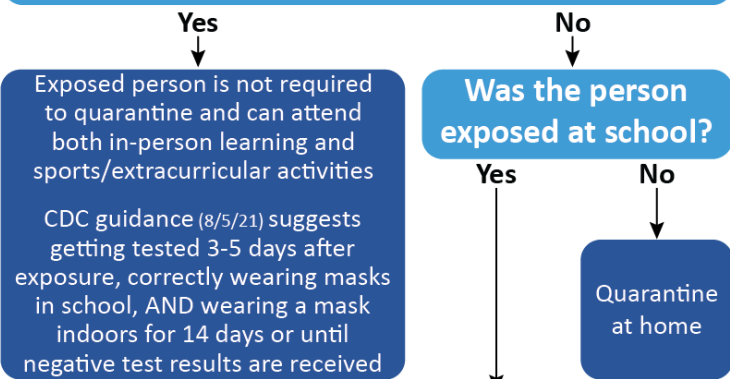 Yes
No
Exposed person is not required
to quarantine and can attend
both in-person learning and
sports/extracurricular activities
CDC guidance (8/5/21) suggests
getting tested 3-5 days after
exposure, correctly wearing masks
in school, AND wearing a mask
indoors for 14 days or until
negative test results are received
Was the person
exposed at school?
Yes
No
Quarantine
at home